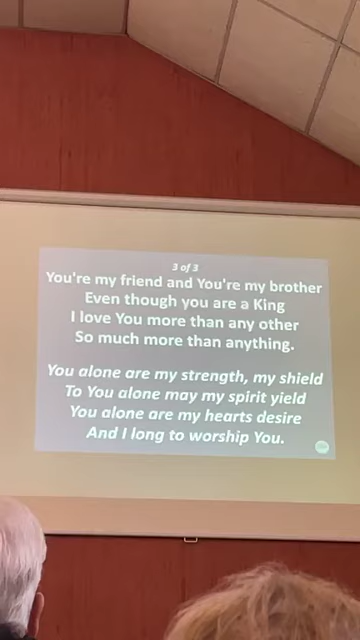 3 of 3
You're my friend and You're my brother
Even though you are a King
I love You more than any other
So much more than anything.
You alone are my strength, my shield
To You alone may my spirit yield
You alone are my hearts desire
And I long to worship You.